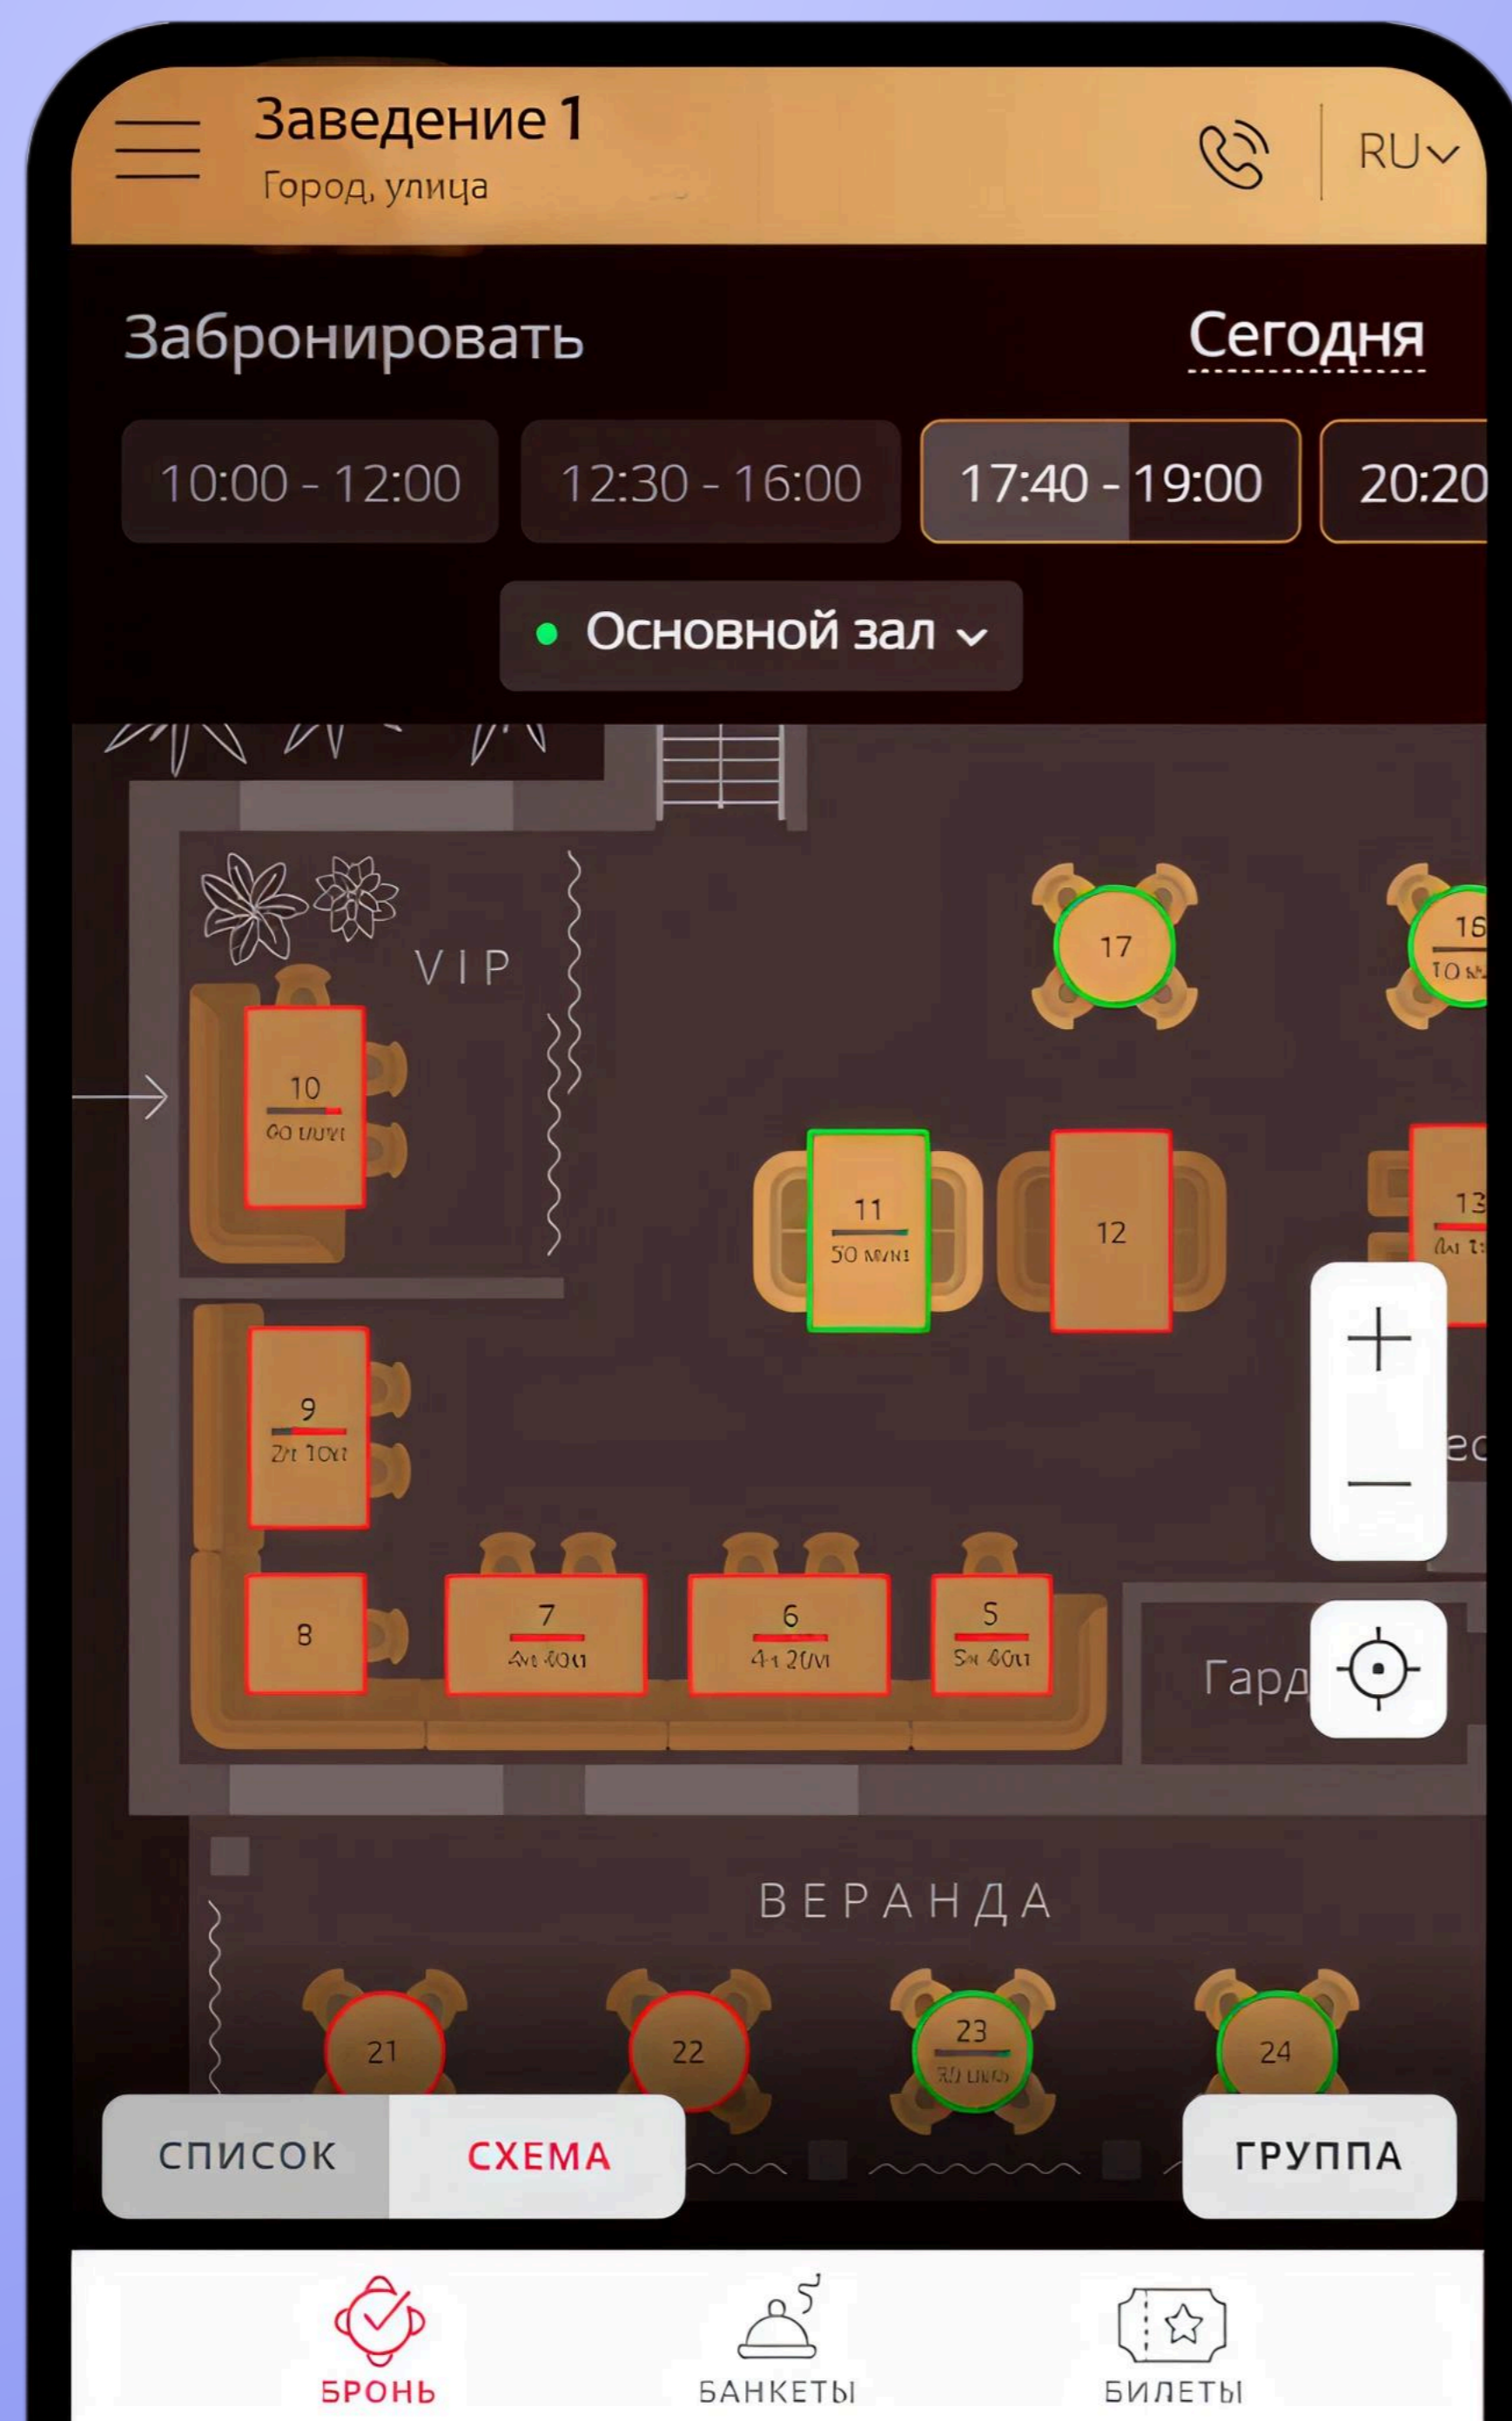 Заведение 1
Город, улица
RU
Забронировать
Сегодня
10:00 - 12:00
12:30 - 16:00
17:40 - 19:00
20:20
Основной зал
VIP
17
10
11
50
12
13
9
8
7
6
5
Гард
ВЕРАНДА
21
22
23
24
СПИСОК
СХЕМА
ГРУППА
БРОНЬ
БАНКЕТЫ
БИЛЕТЫ